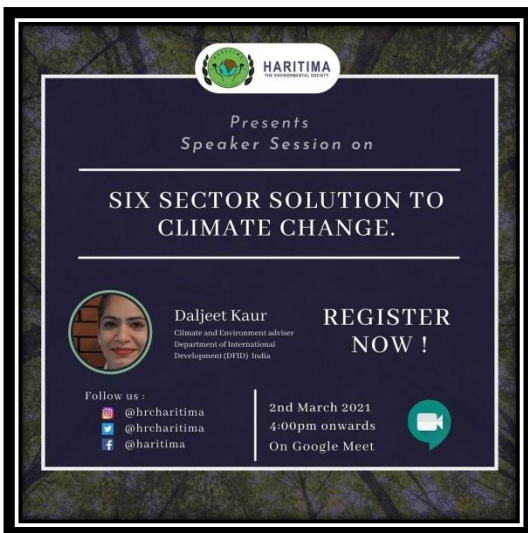 HARITIMA
HARITIMA
THE ENVIRONMENTAL SOCIETY
Presents
Speaker Session on
SIX SECTOR SOLUTION TO
CLIMATE CHANGE.
Daljeet Kaur
Climate and Environment adviser
Department of International
Development (DFID) India
REGISTER
NOW !
Follow us :
@hrcharitima
@hrcharitima
@haritima
2nd March 2021
4:00pm onwards
On Google Meet